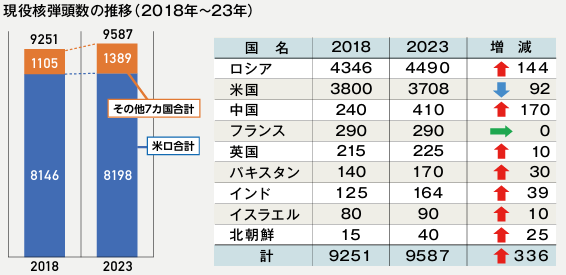 現役核弾頭数の推移（2018年～23年）
9251
9587
1105
1389
その他7カ国合計
米ロ合計
8146
8198
2018
2023
国 名 2018 2023 増 減
ロシア 4346 4490 144
米国 3800 3708 92
中国 240 410 170
フランス 290 290 0
英国 215 225 10
パキスタン 140 170 30
インド 125 164 39
イスラエル 80 90 10
北朝鮮 15 40 25
計 9251 9587 336